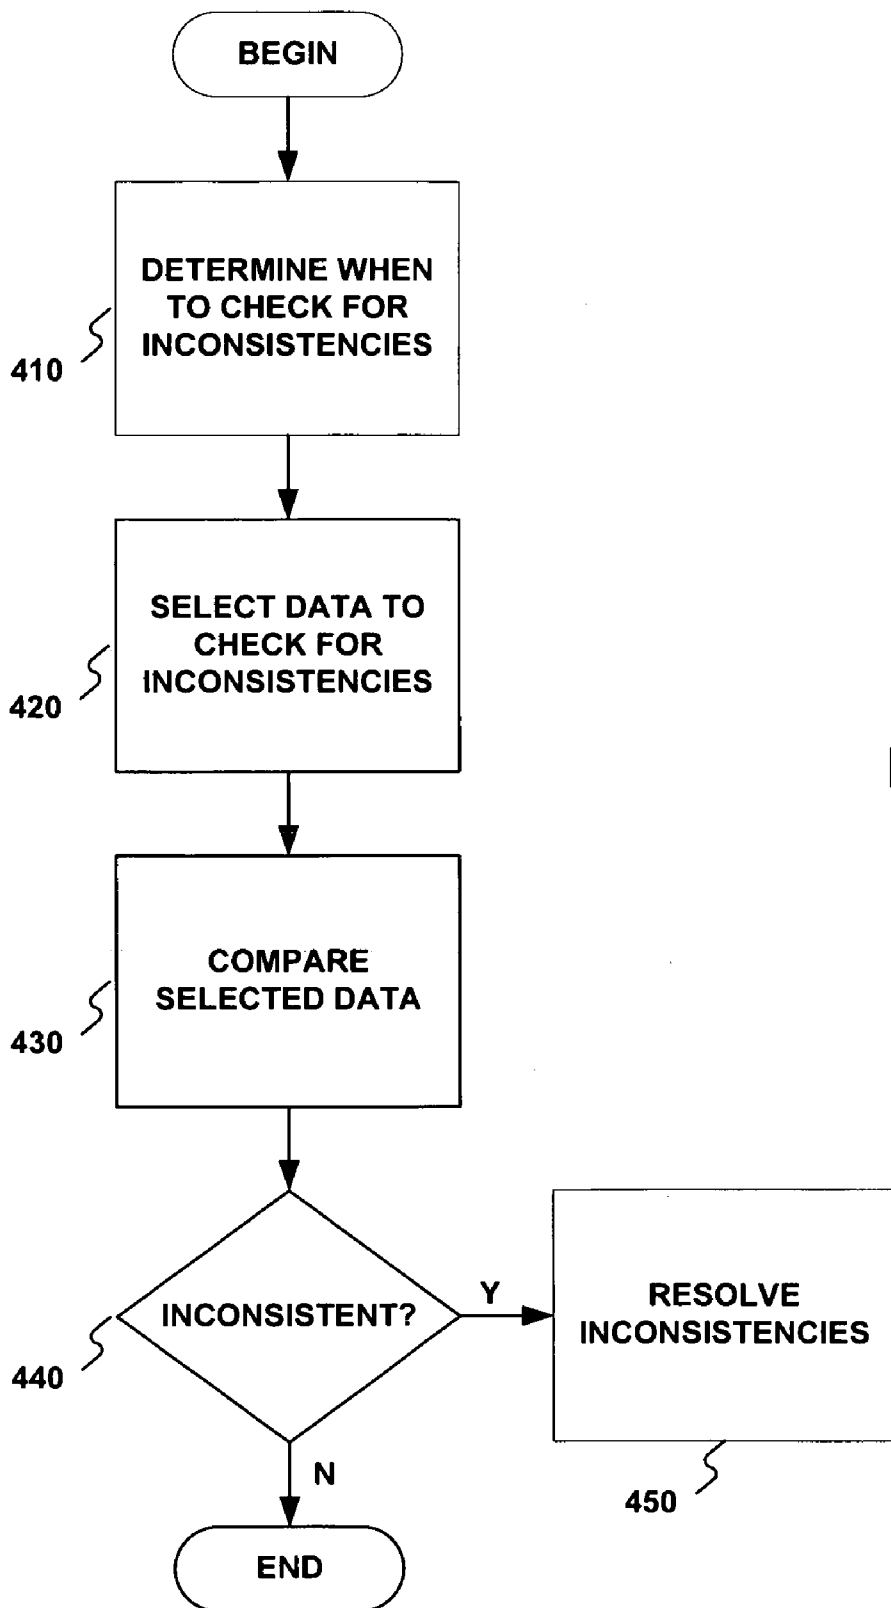 BEGIN
DETERMINE WHEN
TO CHECK FOR
INCONSISTENCIES
410
SELECT DATA TO
CHECK FOR
INCONSISTENCIES
420
COMPARE
SELECTED DATA
430
INCONSISTENT?
440
Y
RESOLVE
INCONSISTENCIES
450
N
END